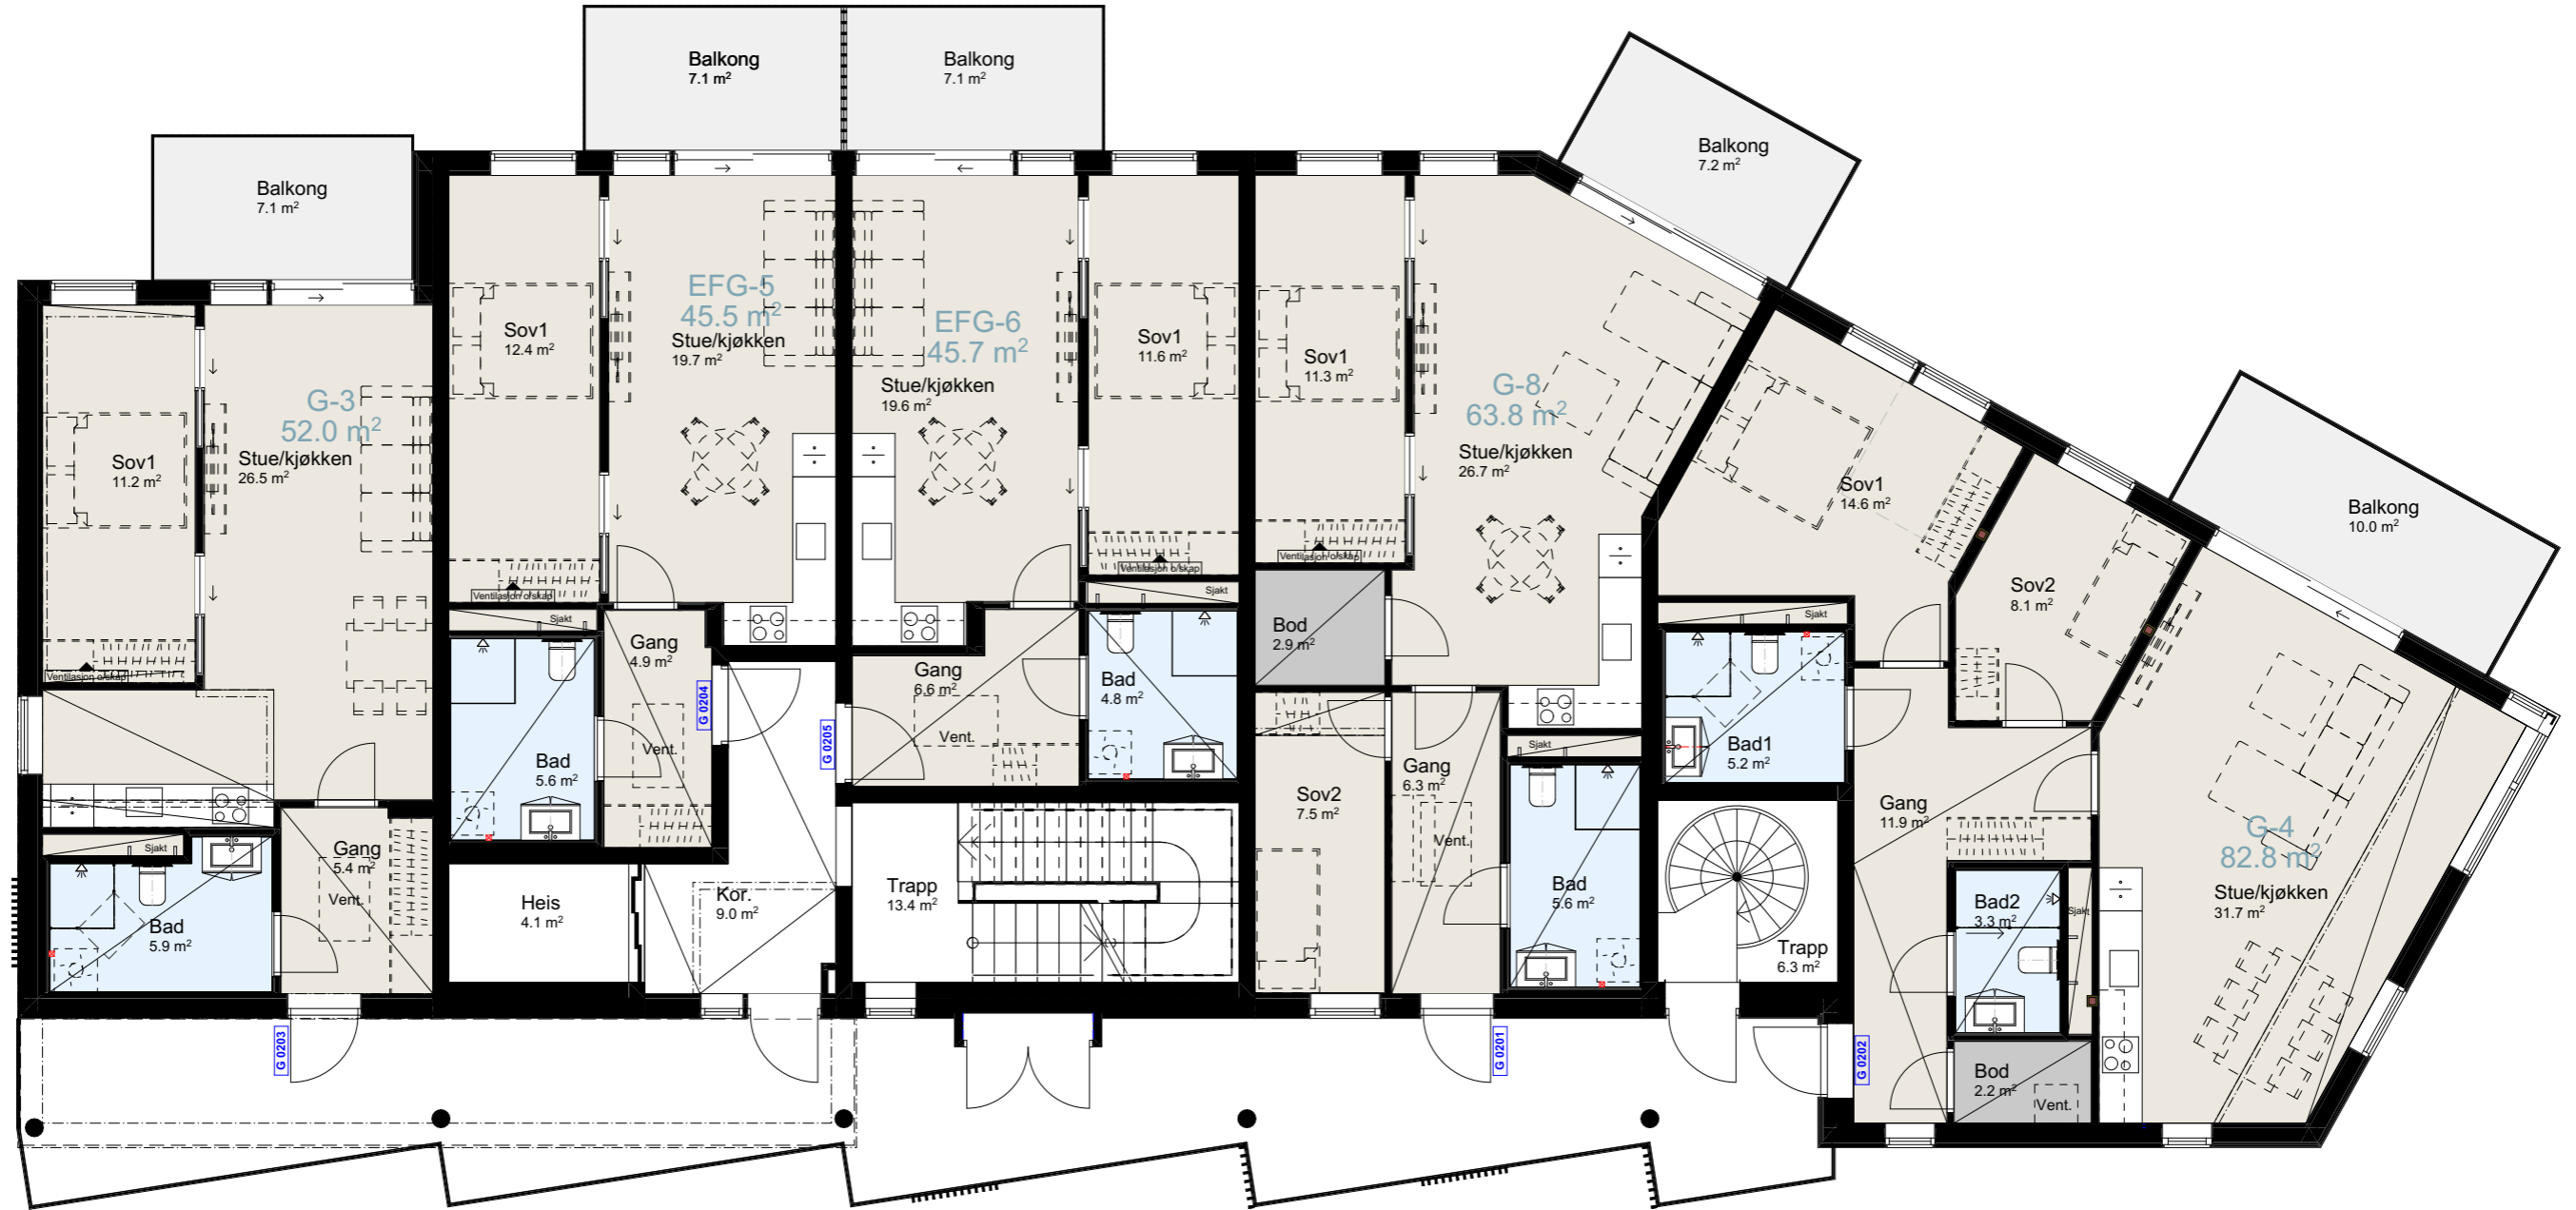 Balkong
7.1 m²
Balkong
7.1 m²
Balkong
7.1 m²
Balkong
7.2 m²
Balkong
10.0 m²
G-3
52.0 m²
Stue/kjøkken
26.5 m²
Sov1
11.2 m²
Ventilasjon o/skap
Sjakt
Bad
5.9 m²
Gang
5.4 m²
Vent.
G 0203
EFG-5
45.5 m²
Stue/kjøkken
19.7 m²
Sov1
12.4 m²
Ventilasjon o/skap
Sjakt
Gang
4.9 m²
Vent.
Bad
5.6 m²
G 0204
Heis
4.1 m²
Kor.
9.0 m²
EFG-6
45.7 m²
Stue/kjøkken
19.6 m²
Sov1
11.6 m²
Ventilasjon o/skap
Sjakt
Gang
6.6 m²
Vent.
Bad
4.8 m²
G 0205
Trapp
13.4 m²
G-8
63.8 m²
Stue/kjøkken
26.7 m²
Sov1
11.3 m²
Ventilasjon o/skap
Bod
2.9 m²
Sov2
7.5 m²
Gang
6.3 m²
Vent.
Sjakt
Bad
5.6 m²
G 0201
Sov1
14.6 m²
Sov2
8.1 m²
Sjakt
Bad1
5.2 m²
Trapp
6.3 m²
Gang
11.9 m²
Bad2
3.3 m²
Sjakt
Bod
2.2 m²
Vent.
G 0202
G-4
82.8 m²
Stue/kjøkken
31.7 m²